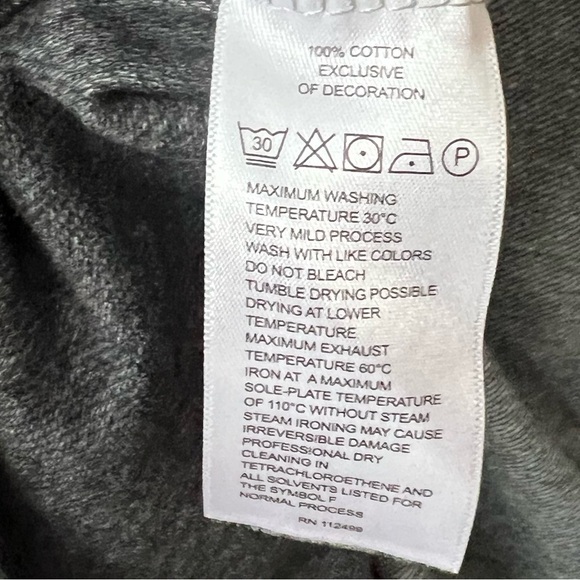 100% COTTON
EXCLUSIVE
OF DECORATION
30 P
MAXIMUM WASHING
TEMPERATURE 30°C
VERY MILD PROCESS
WASH WITH LIKE COLORS
DO NOT BLEACH
TUMBLE DRYING POSSIBLE
DRYING AT LOWER
TEMPERATURE
MAXIMUM EXHAUST
TEMPERATURE 60°C
IRON AT A MAXIMUM
SOLE-PLATE TEMPERATURE
OF 110°C WITHOUT STEAM
STEAM IRONING MAY CAUSE
IRREVERSIBLE DAMAGE
PROFESSIONAL DRY
CLEANING IN
TETRACHLOROETHENE AND
ALL SOLVENTS LISTED FOR
THE SYMBOL F
NORMAL PROCESS
RN 112499